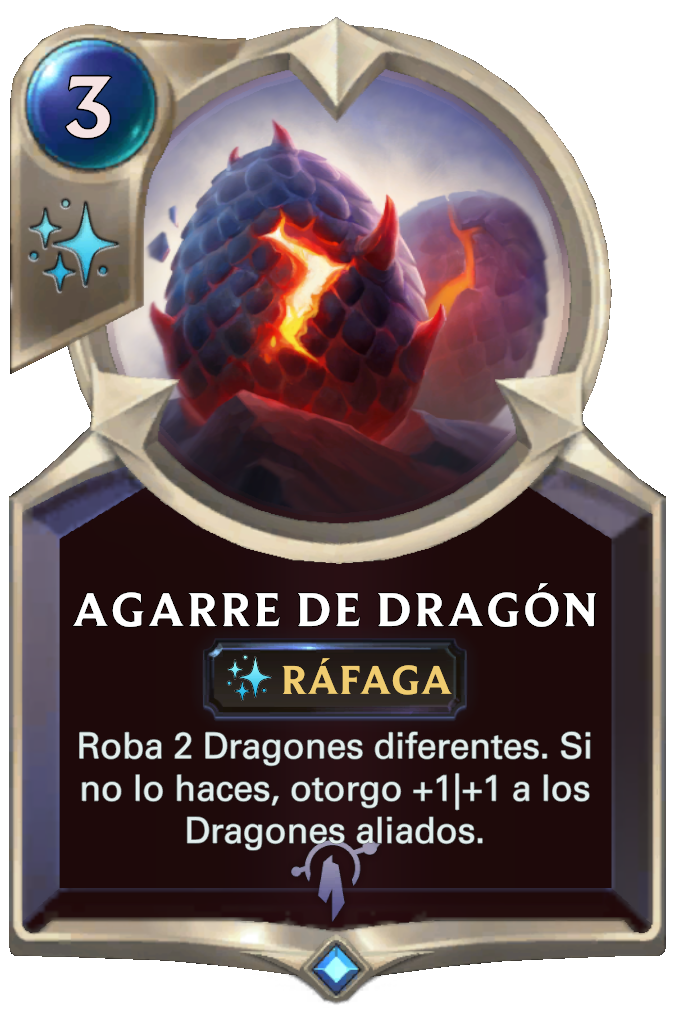 3
AGARRE DE DRAGÓN
RÁFAGA
Roba 2 Dragones diferentes. Si
no lo haces, otorgo +1|+1 a los
Dragones aliados.